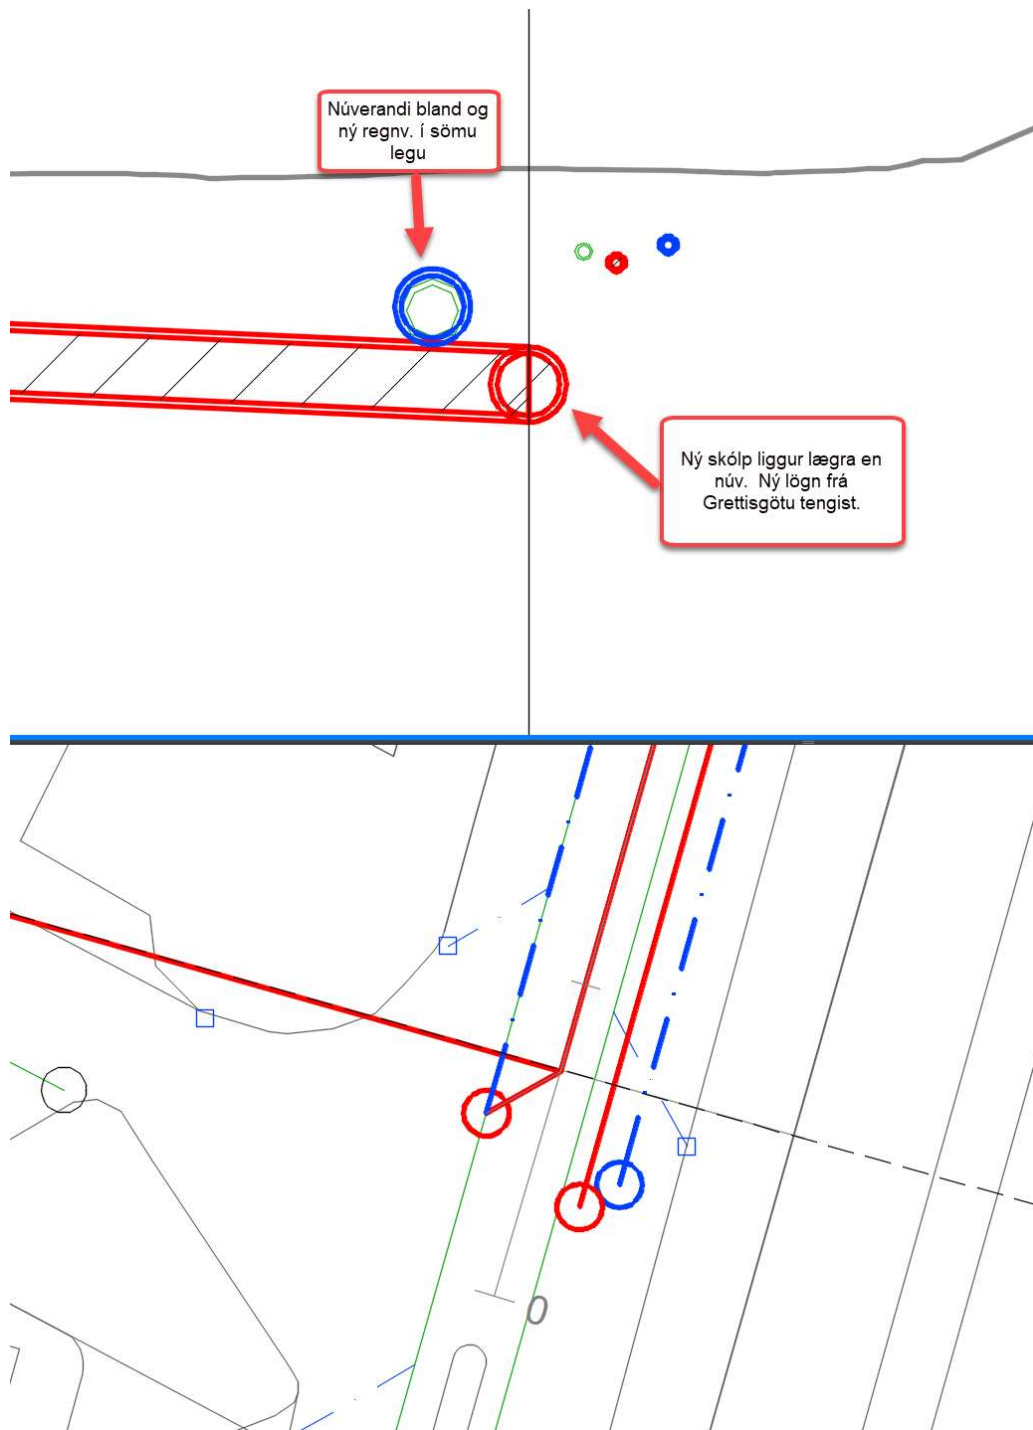 Núverandi bland og
ný regnv. í sömu
legu
Ný skólp liggur lægra en
núv.  Ný lögn frá
Grettisgötu tengist.
0